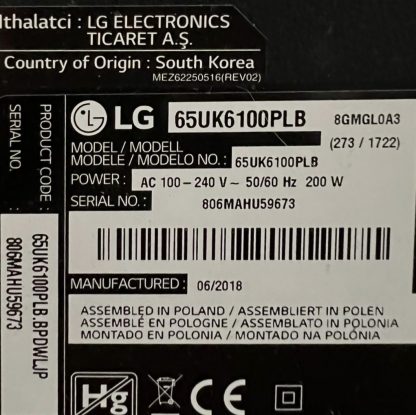 Ithalatci : LG ELECTRONICS
TICARET A.Ş.
Country of Origin : South Korea
MEZ62250516(REV02)
LG 65UK6100PLB 8GMGL0A3
MODEL / MODELL (273 / 1722)
MODELE / MODELO NO. : 65UK6100PLB
POWER : AC 100–240 V ~ 50/60 Hz 200 W
SERIAL NO. : 806MAHU59673
MANUFACTURED : 06/2018
ASSEMBLED IN POLAND / ASSEMBLIERT IN POLEN
ASSEMBLÉ EN POLOGNE / ASSAMBLATO IN POLONIA
MONTADO EN POLONIA / MONTADO NA POLÓNIA
PRODUCT CODE : 65UK6100PLB.BPDWLJP
SERIAL NO. : 806MAHU59673
Hg CE